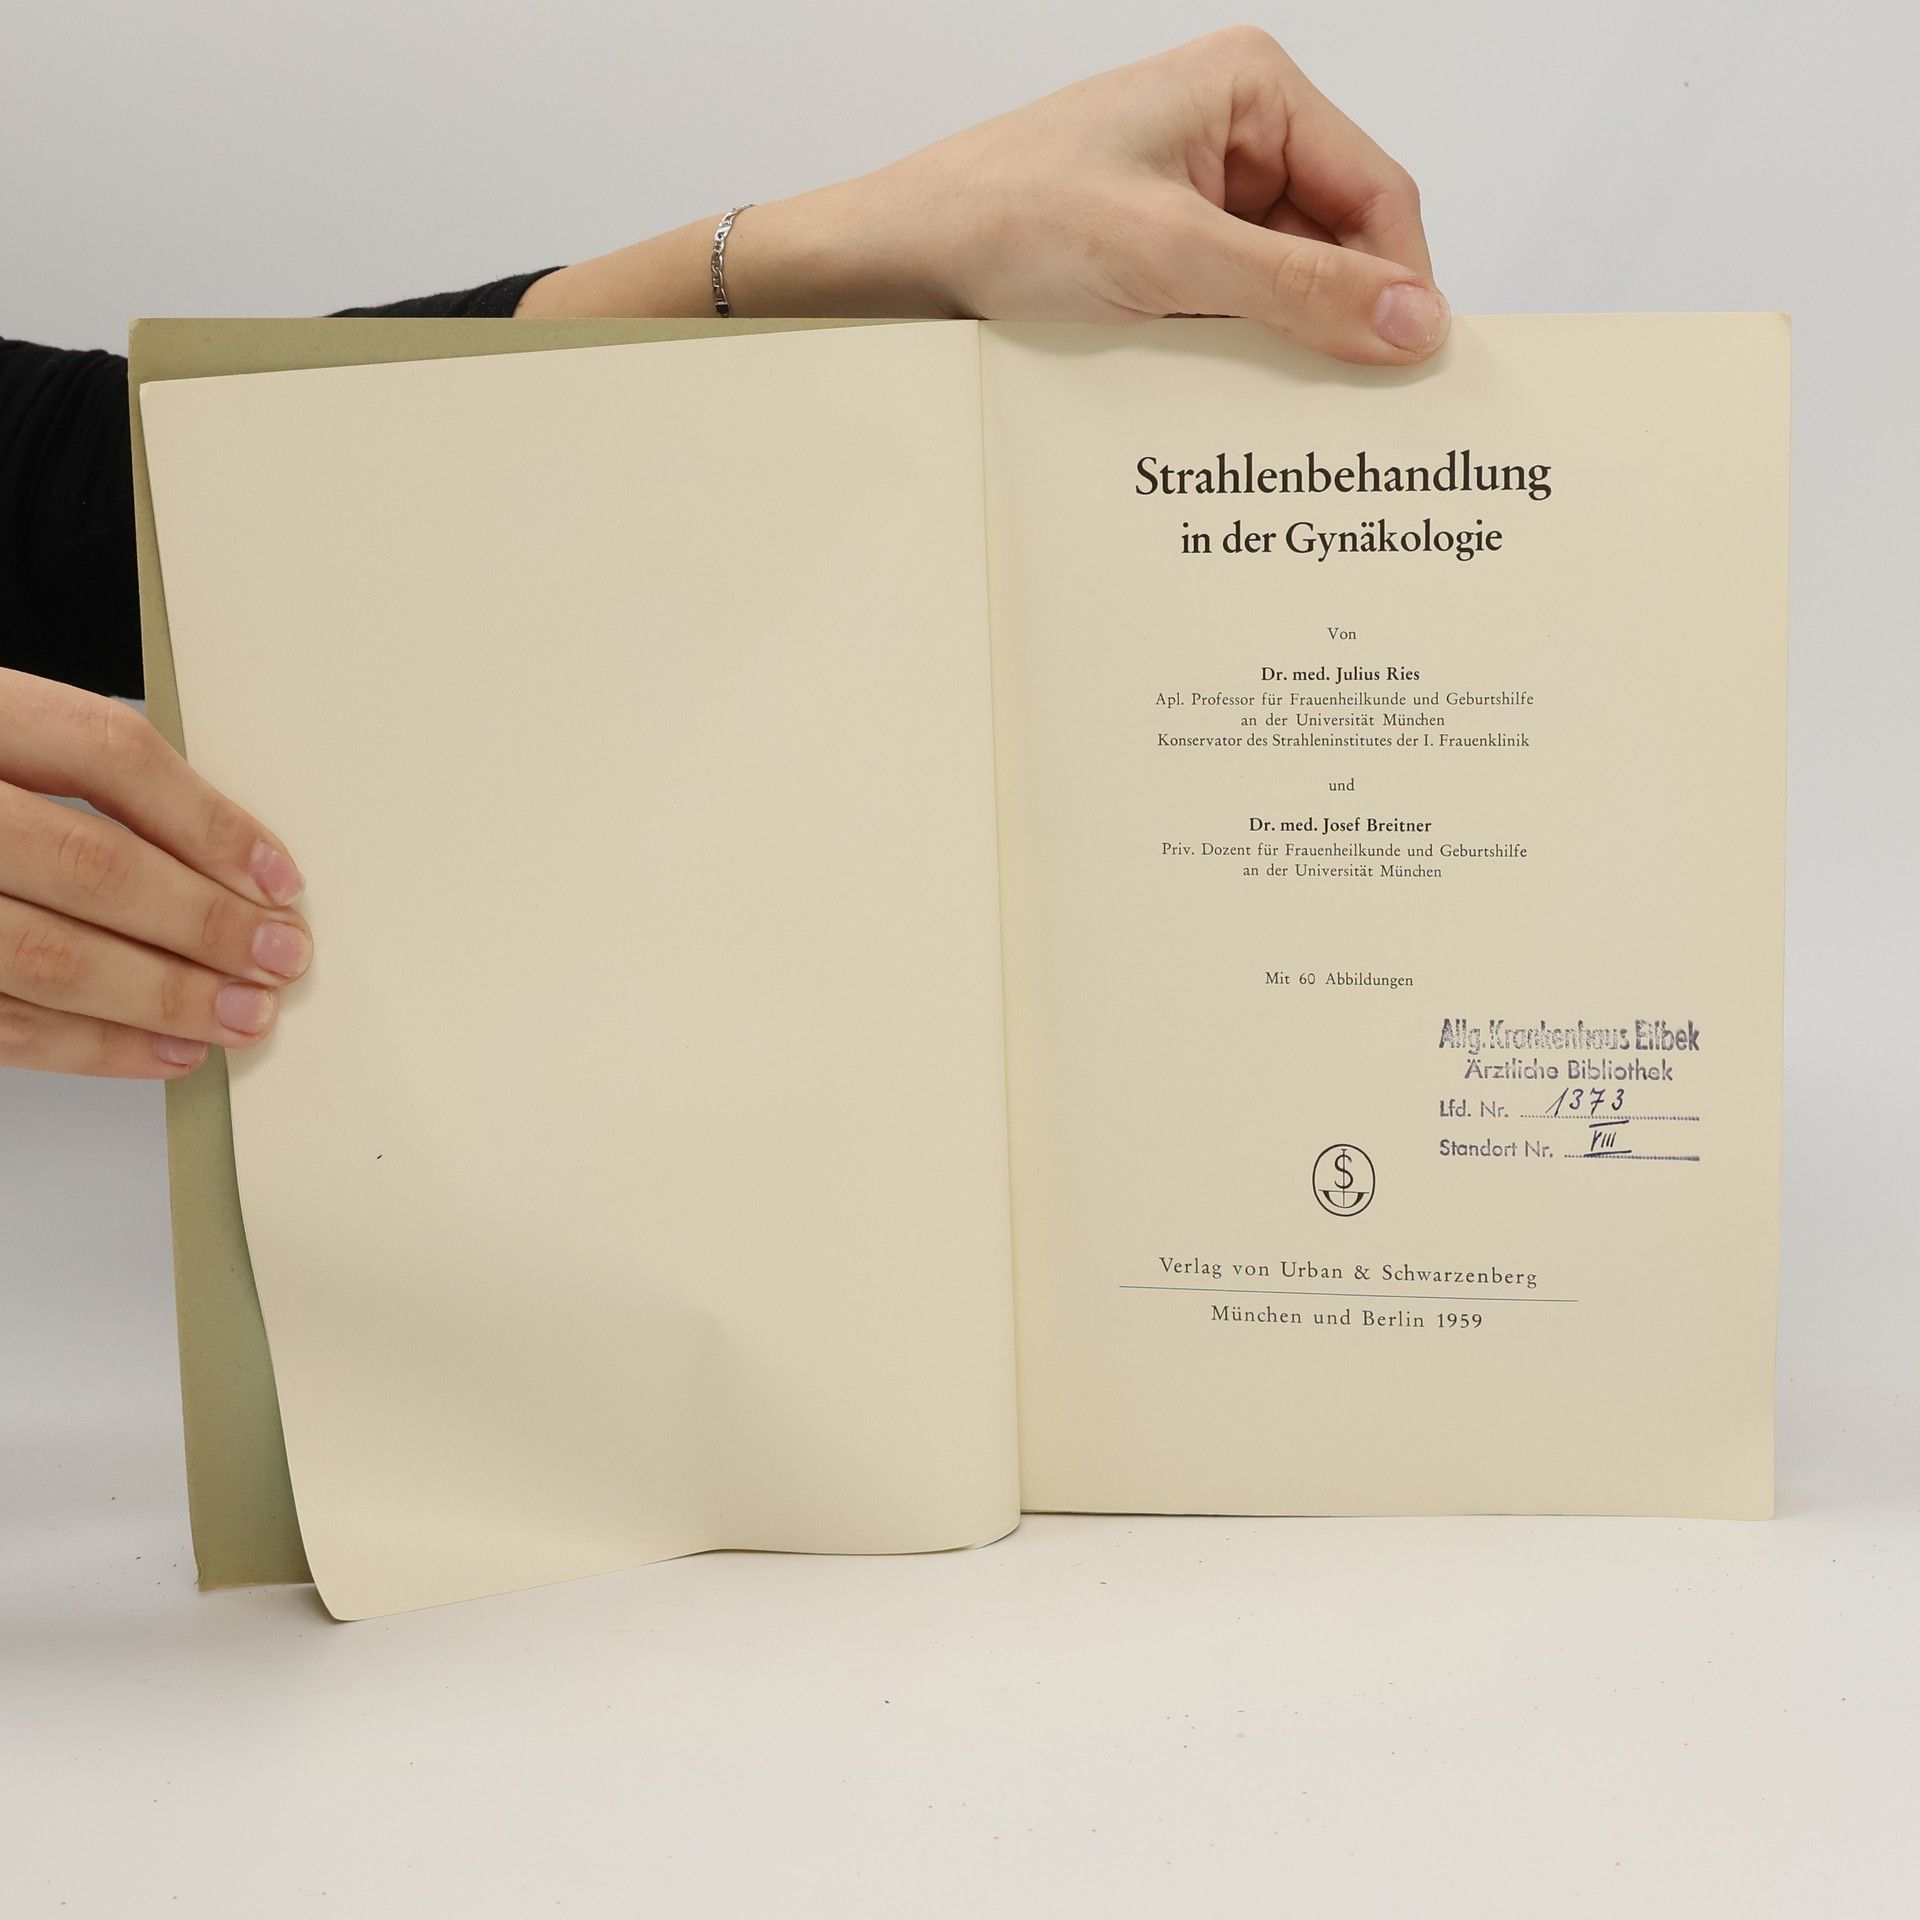 Strahlenbehandlung
in der Gynäkologie
Von
Dr. med. Julius Ries
Apl. Professor für Frauenheilkunde und Geburtshilfe
an der Universität München
Konservator des Strahleninstitutes der I. Frauenklinik
und
Dr. med. Josef Breitner
Priv. Dozent für Frauenheilkunde und Geburtshilfe
an der Universität München
Mit 60 Abbildungen
Allg. Krankenhaus Eilbek
Ärztliche Bibliothek
Lfd. Nr. 1373
Standort Nr. VIII
Verlag von Urban & Schwarzenberg
München und Berlin 1959